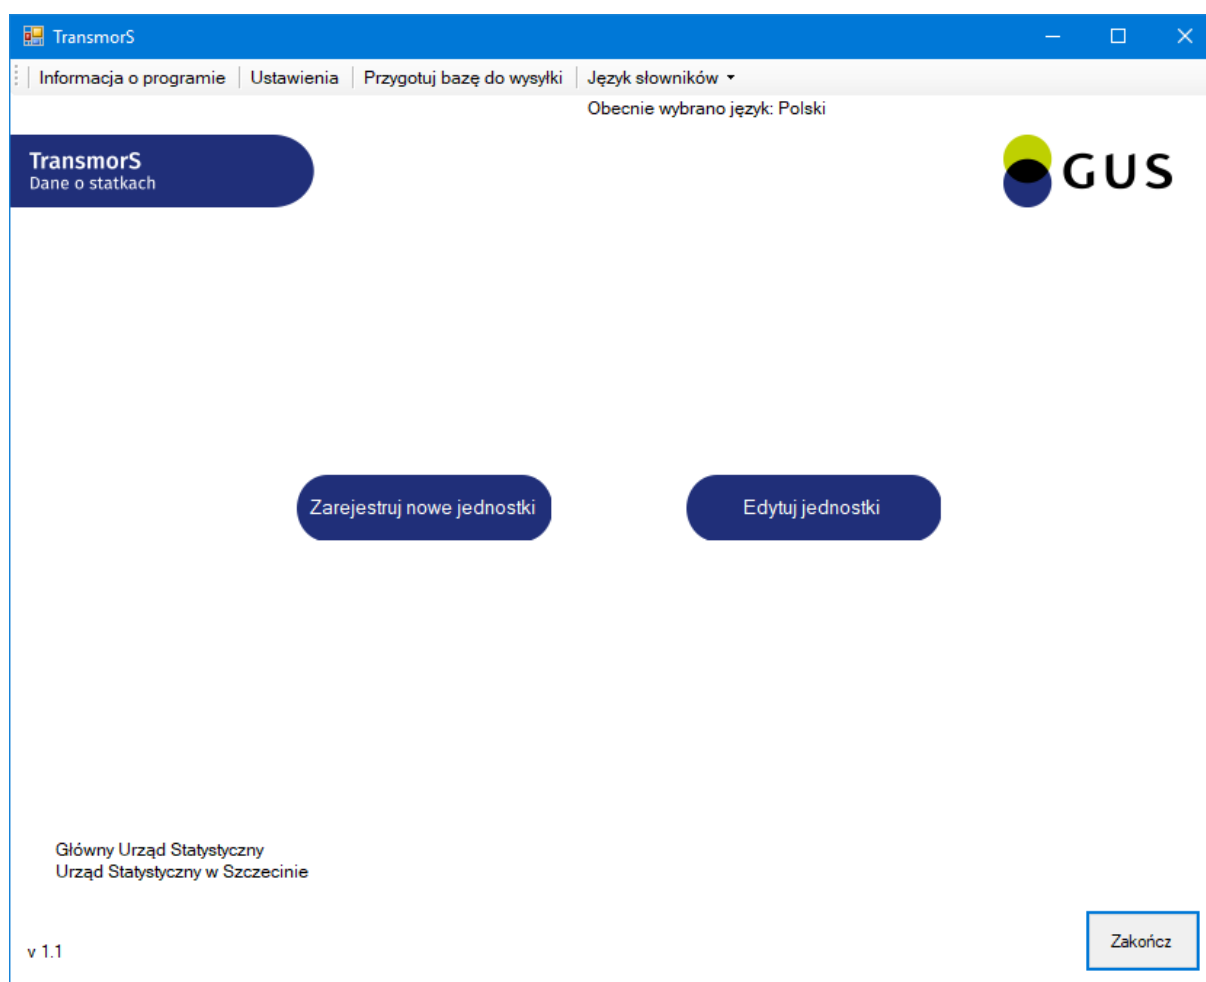 TransmorS
Informacja o programie Ustawienia Przygotuj bazę do wysyłki Język słowników
Obecnie wybrano język: Polski
TransmorS
Dane o statkach
GUS
Zarejestruj nowe jednostki
Edytuj jednostki
Główny Urząd Statystyczny
Urząd Statystyczny w Szczecinie
Zakończ
v 1.1